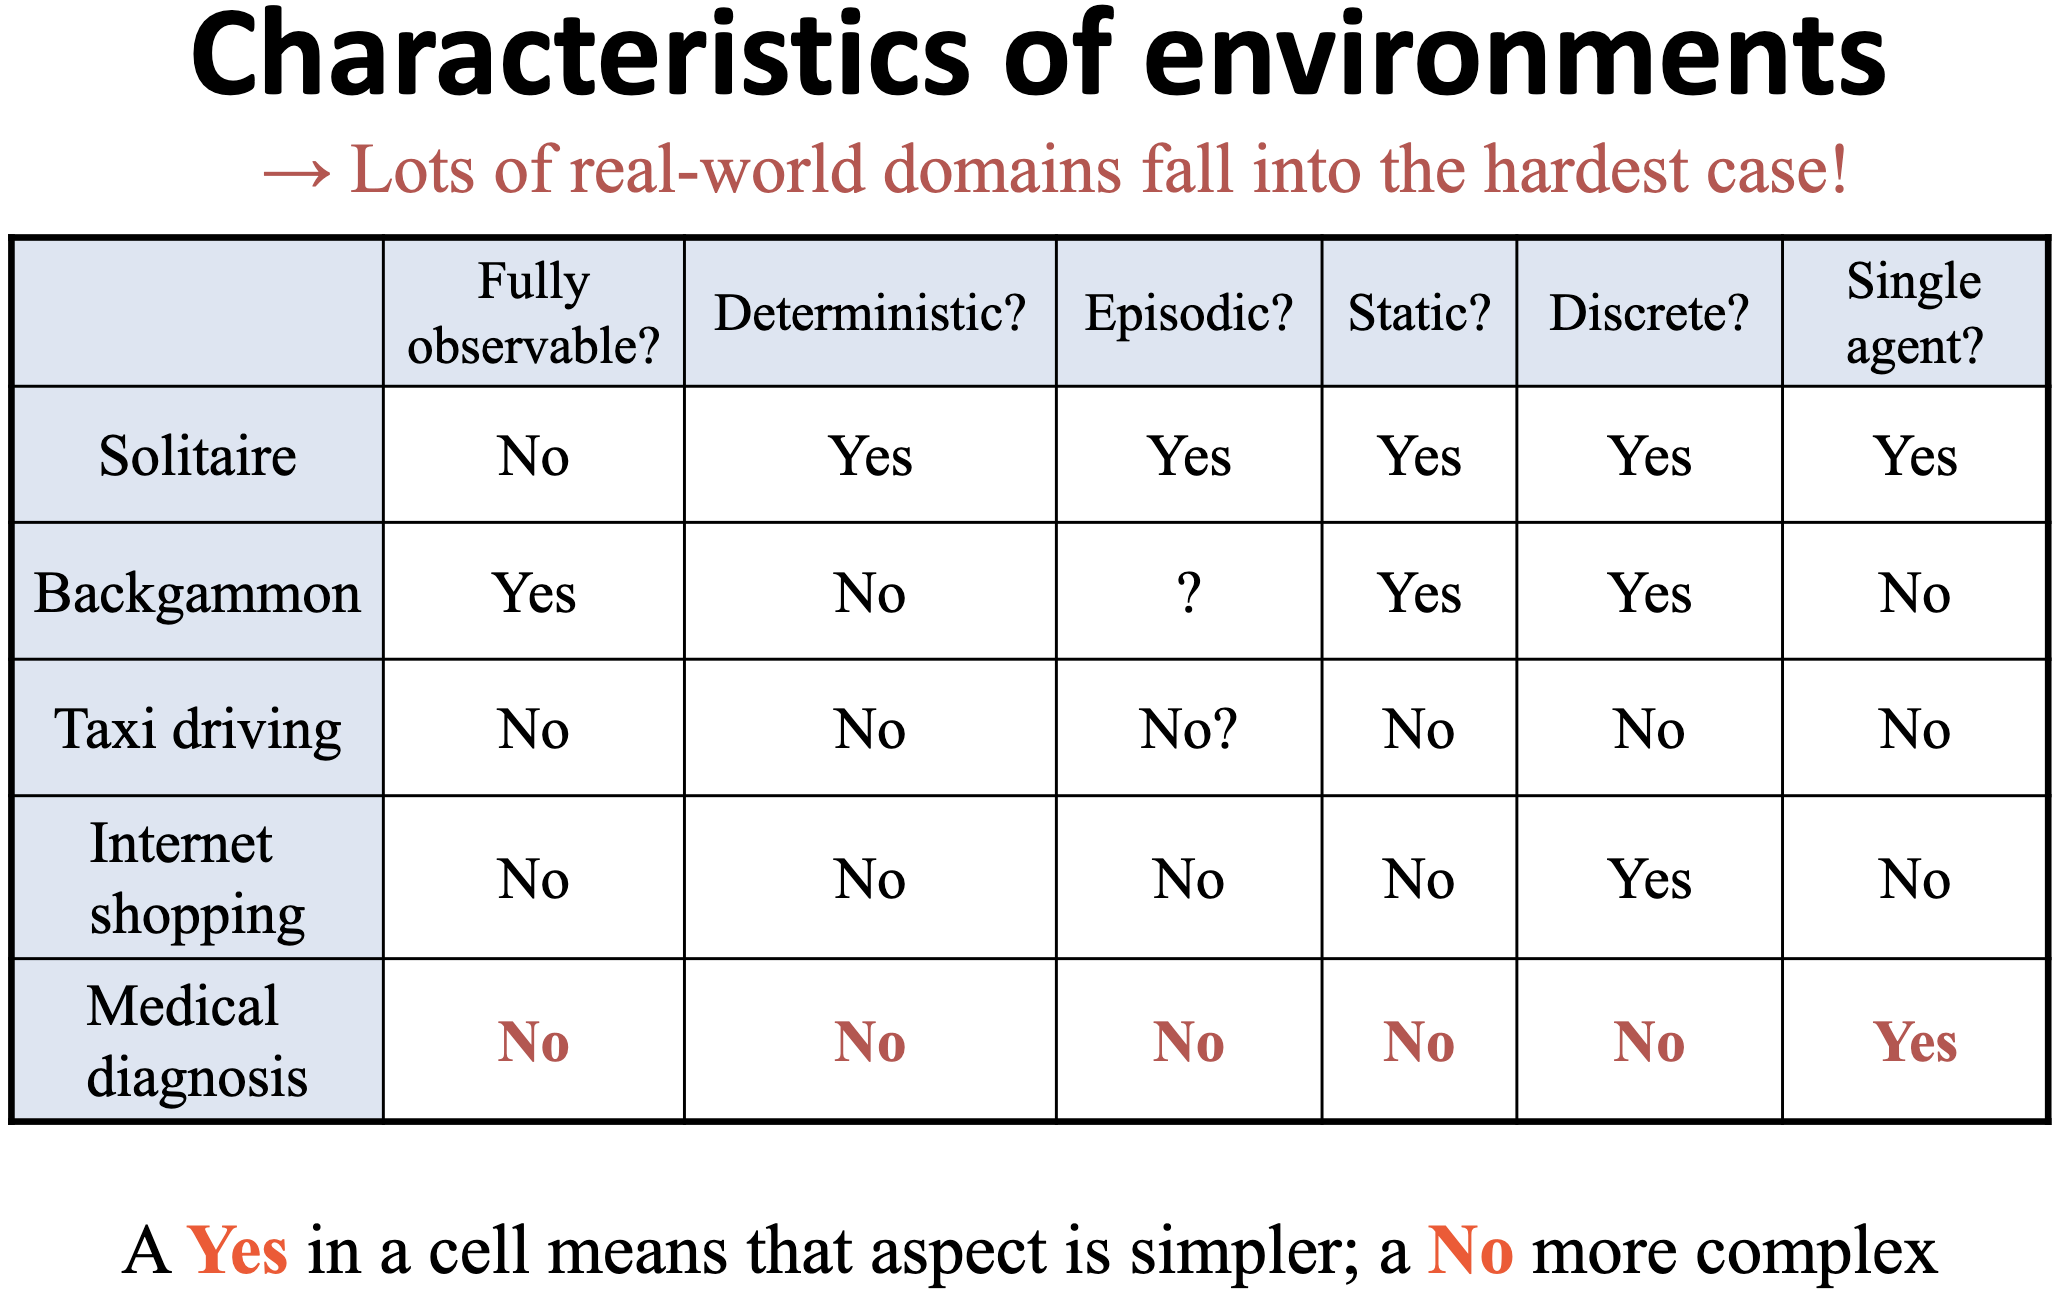 Characteristics of environments
→ Lots of real-world domains fall into the hardest case!
Fully observable? Deterministic? Episodic? Static? Discrete? Single agent?
Solitaire No Yes Yes Yes Yes Yes
Backgammon Yes No ? Yes Yes No
Taxi driving No No No? No No No
Internet shopping No No No No Yes No
Medical diagnosis No No No No No Yes
A Yes in a cell means that aspect is simpler; a No more complex